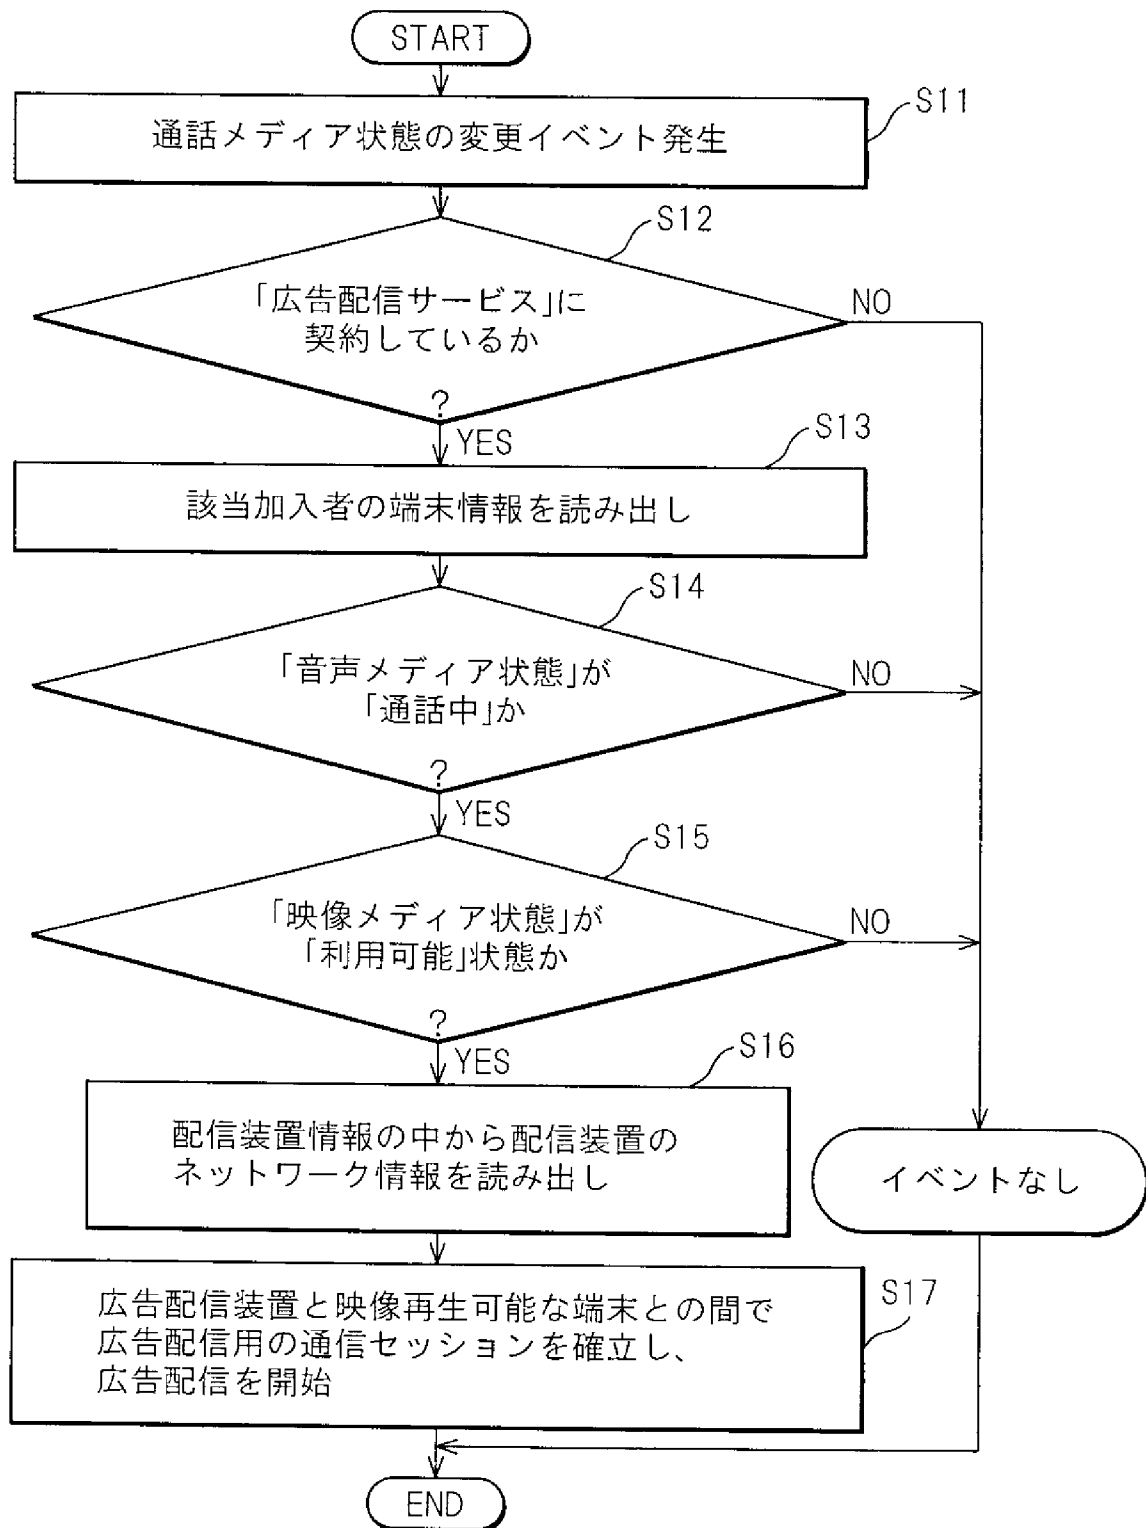 START
S11
通話メディア状態の変更イベント発生
S12
「広告配信サービス」に
契約しているか
?
NO
YES
S13
該当加入者の端末情報を読み出し
S14
「音声メディア状態」が
「通話中」か
?
NO
YES
S15
「映像メディア状態」が
「利用可能」状態か
?
NO
YES
S16
配信装置情報の中から配信装置の
ネットワーク情報を読み出し
イベントなし
S17
広告配信装置と映像再生可能な端末との間で
広告配信用の通信セッションを確立し、
広告配信を開始
END